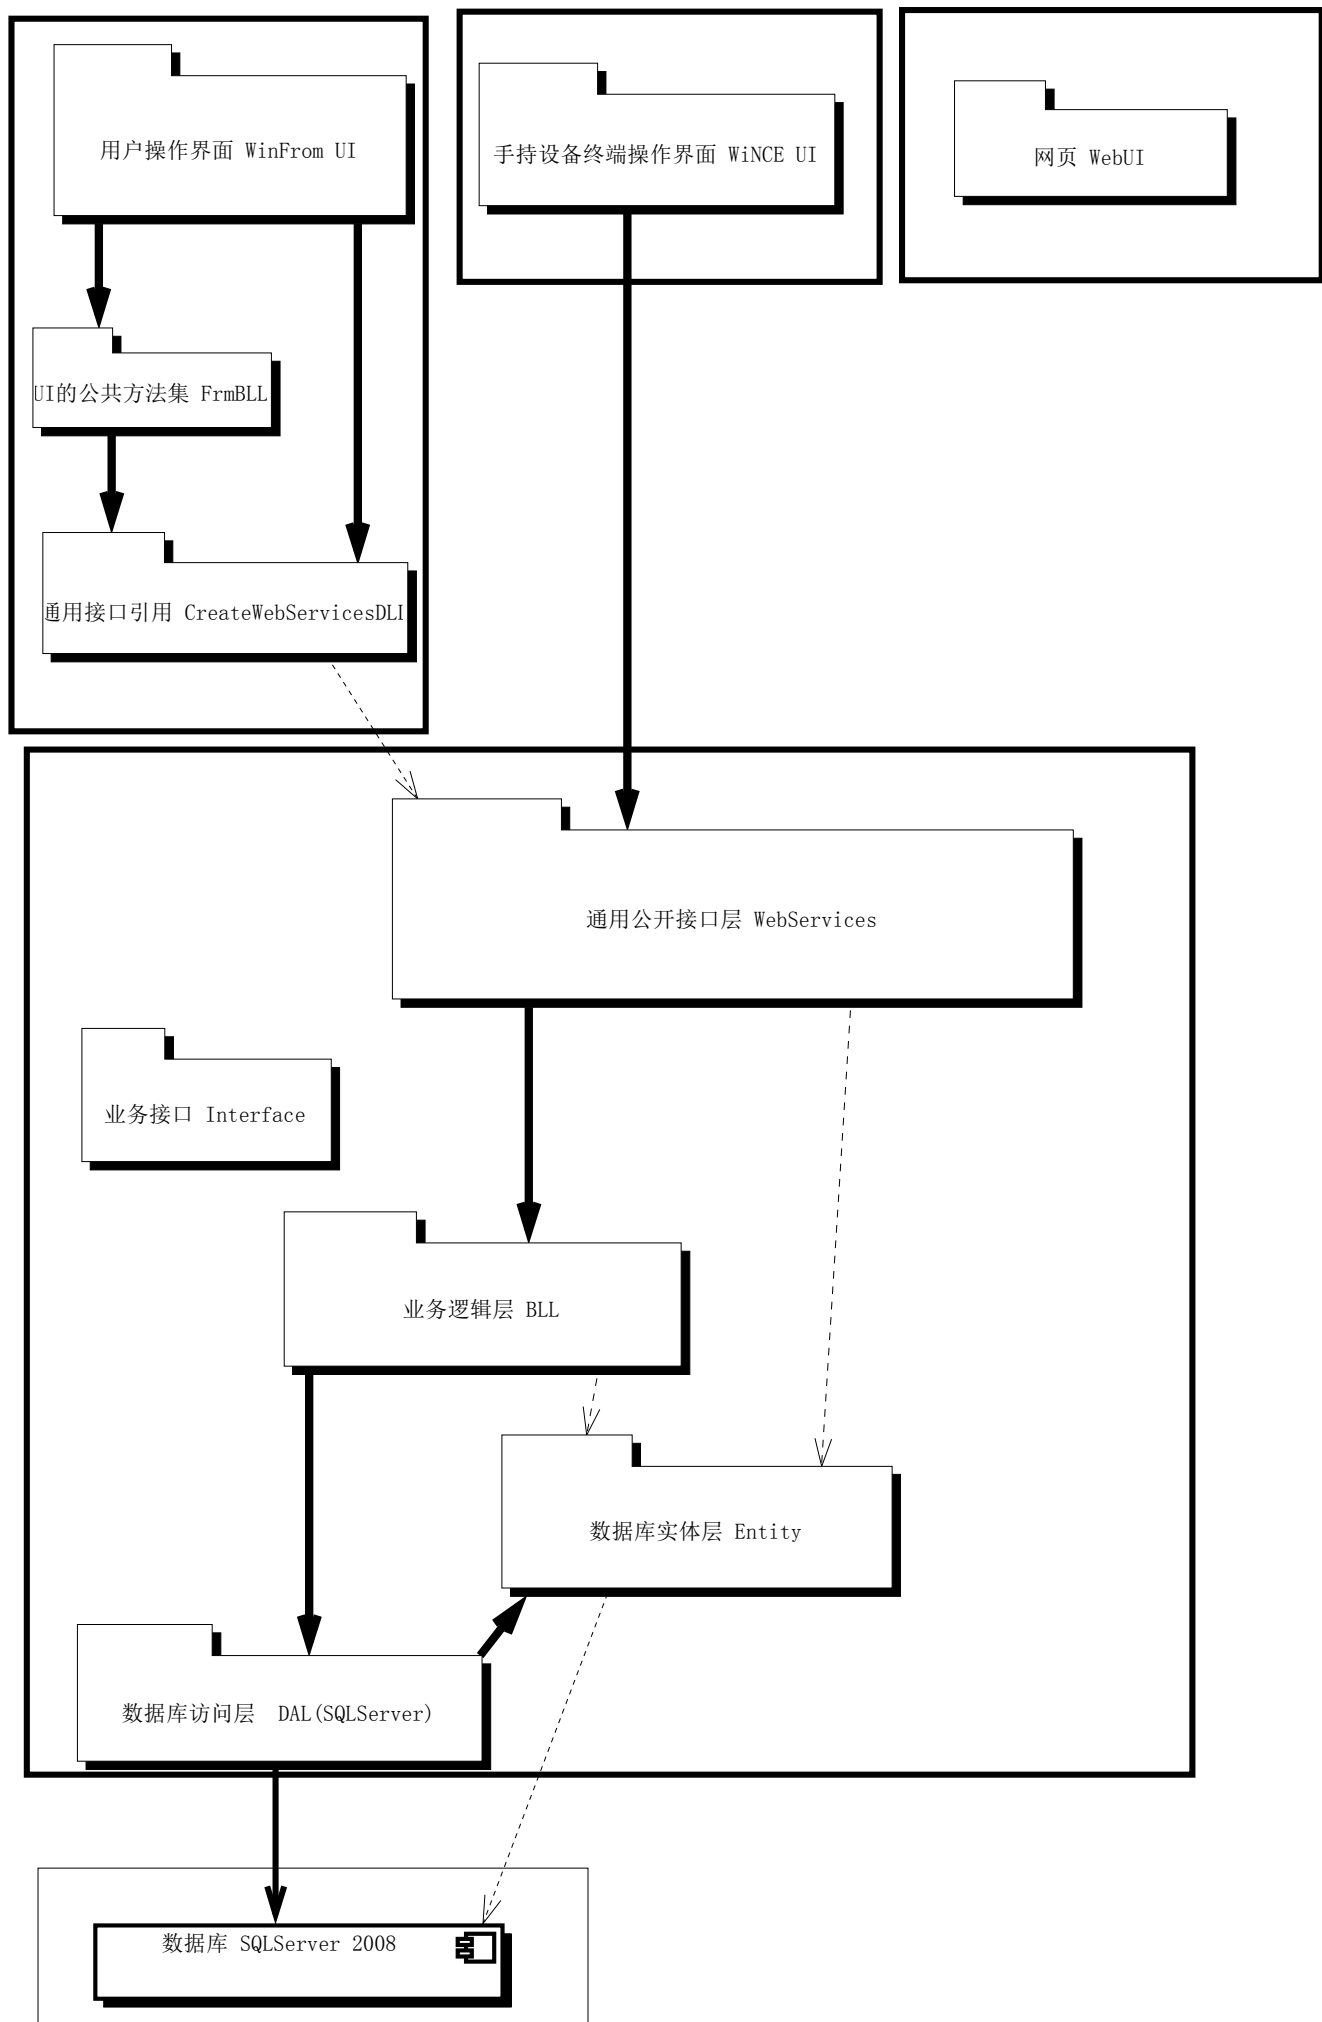 用户操作界面 WinFrom UI
手持设备终端操作界面 WiNCE UI
网页 WebUI
UI的公共方法集 FrmBLL
通用接口引用 CreateWebServicesDLI
通用公开接口层 WebServices
业务接口 Interface
业务逻辑层 BLL
数据库实体层 Entity
数据库访问层 DAL(SQLServer)
数据库 SQLServer 2008